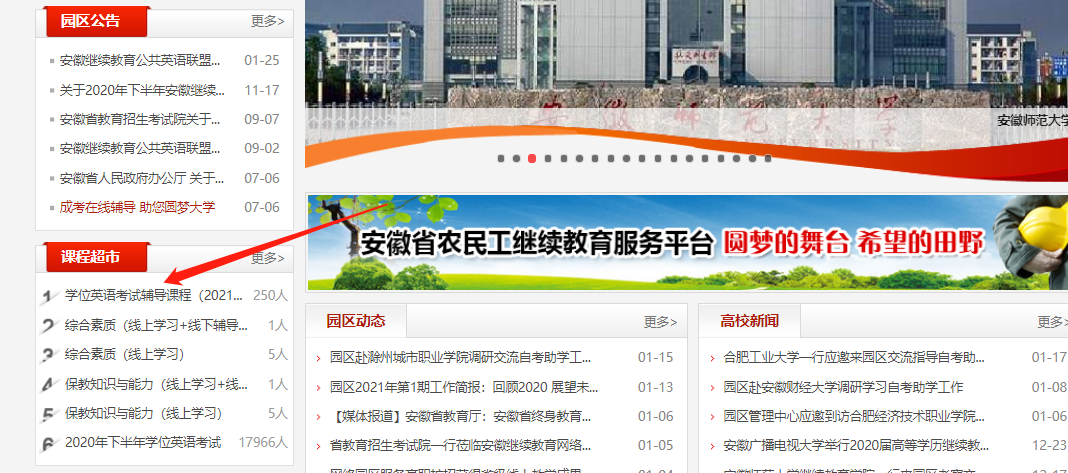 园区公告
更多>
安徽继续教育公共英语联盟... 01-25
关于2020年下半年安徽继续... 11-17
安徽省教育招生考试院关于... 09-07
安徽继续教育公共英语联盟... 09-02
安徽省人民政府办公厅 关于... 07-06
成考在线辅导 助您圆梦大学 07-06
课程超市
更多>
1 学位英语考试辅导课程（2021... 250人
2 综合素质（线上学习+线下辅导... 1人
3 综合素质（线上学习） 5人
4 保教知识与能力（线上学习+线... 1人
5 保教知识与能力（线上学习） 5人
6 2020年下半年学位英语考试 17966人
安徽师范大学
安徽师范大学
安徽省农民工继续教育服务平台 圆梦的舞台 希望的田野
园区动态
更多>
园区赴滁州城市职业学院调研交流自考助学工... 01-15
园区2021年第1期工作简报：回顾2020 展望未... 01-13
【媒体报道】安徽省教育厅：安徽省终身教育... 01-06
省教育招生考试院一行莅临安徽继续教育网络... 01-05
高校新闻
更多>
合肥工业大学一行应邀来园区交流指导自考助... 01-17
园区赴安徽财经大学调研学习自考助学工作 01-08
园区管理中心应邀到访合肥经济技术职业学院... 01-06
安徽广播电视大学举行2020届高等学历继续教... 12-23